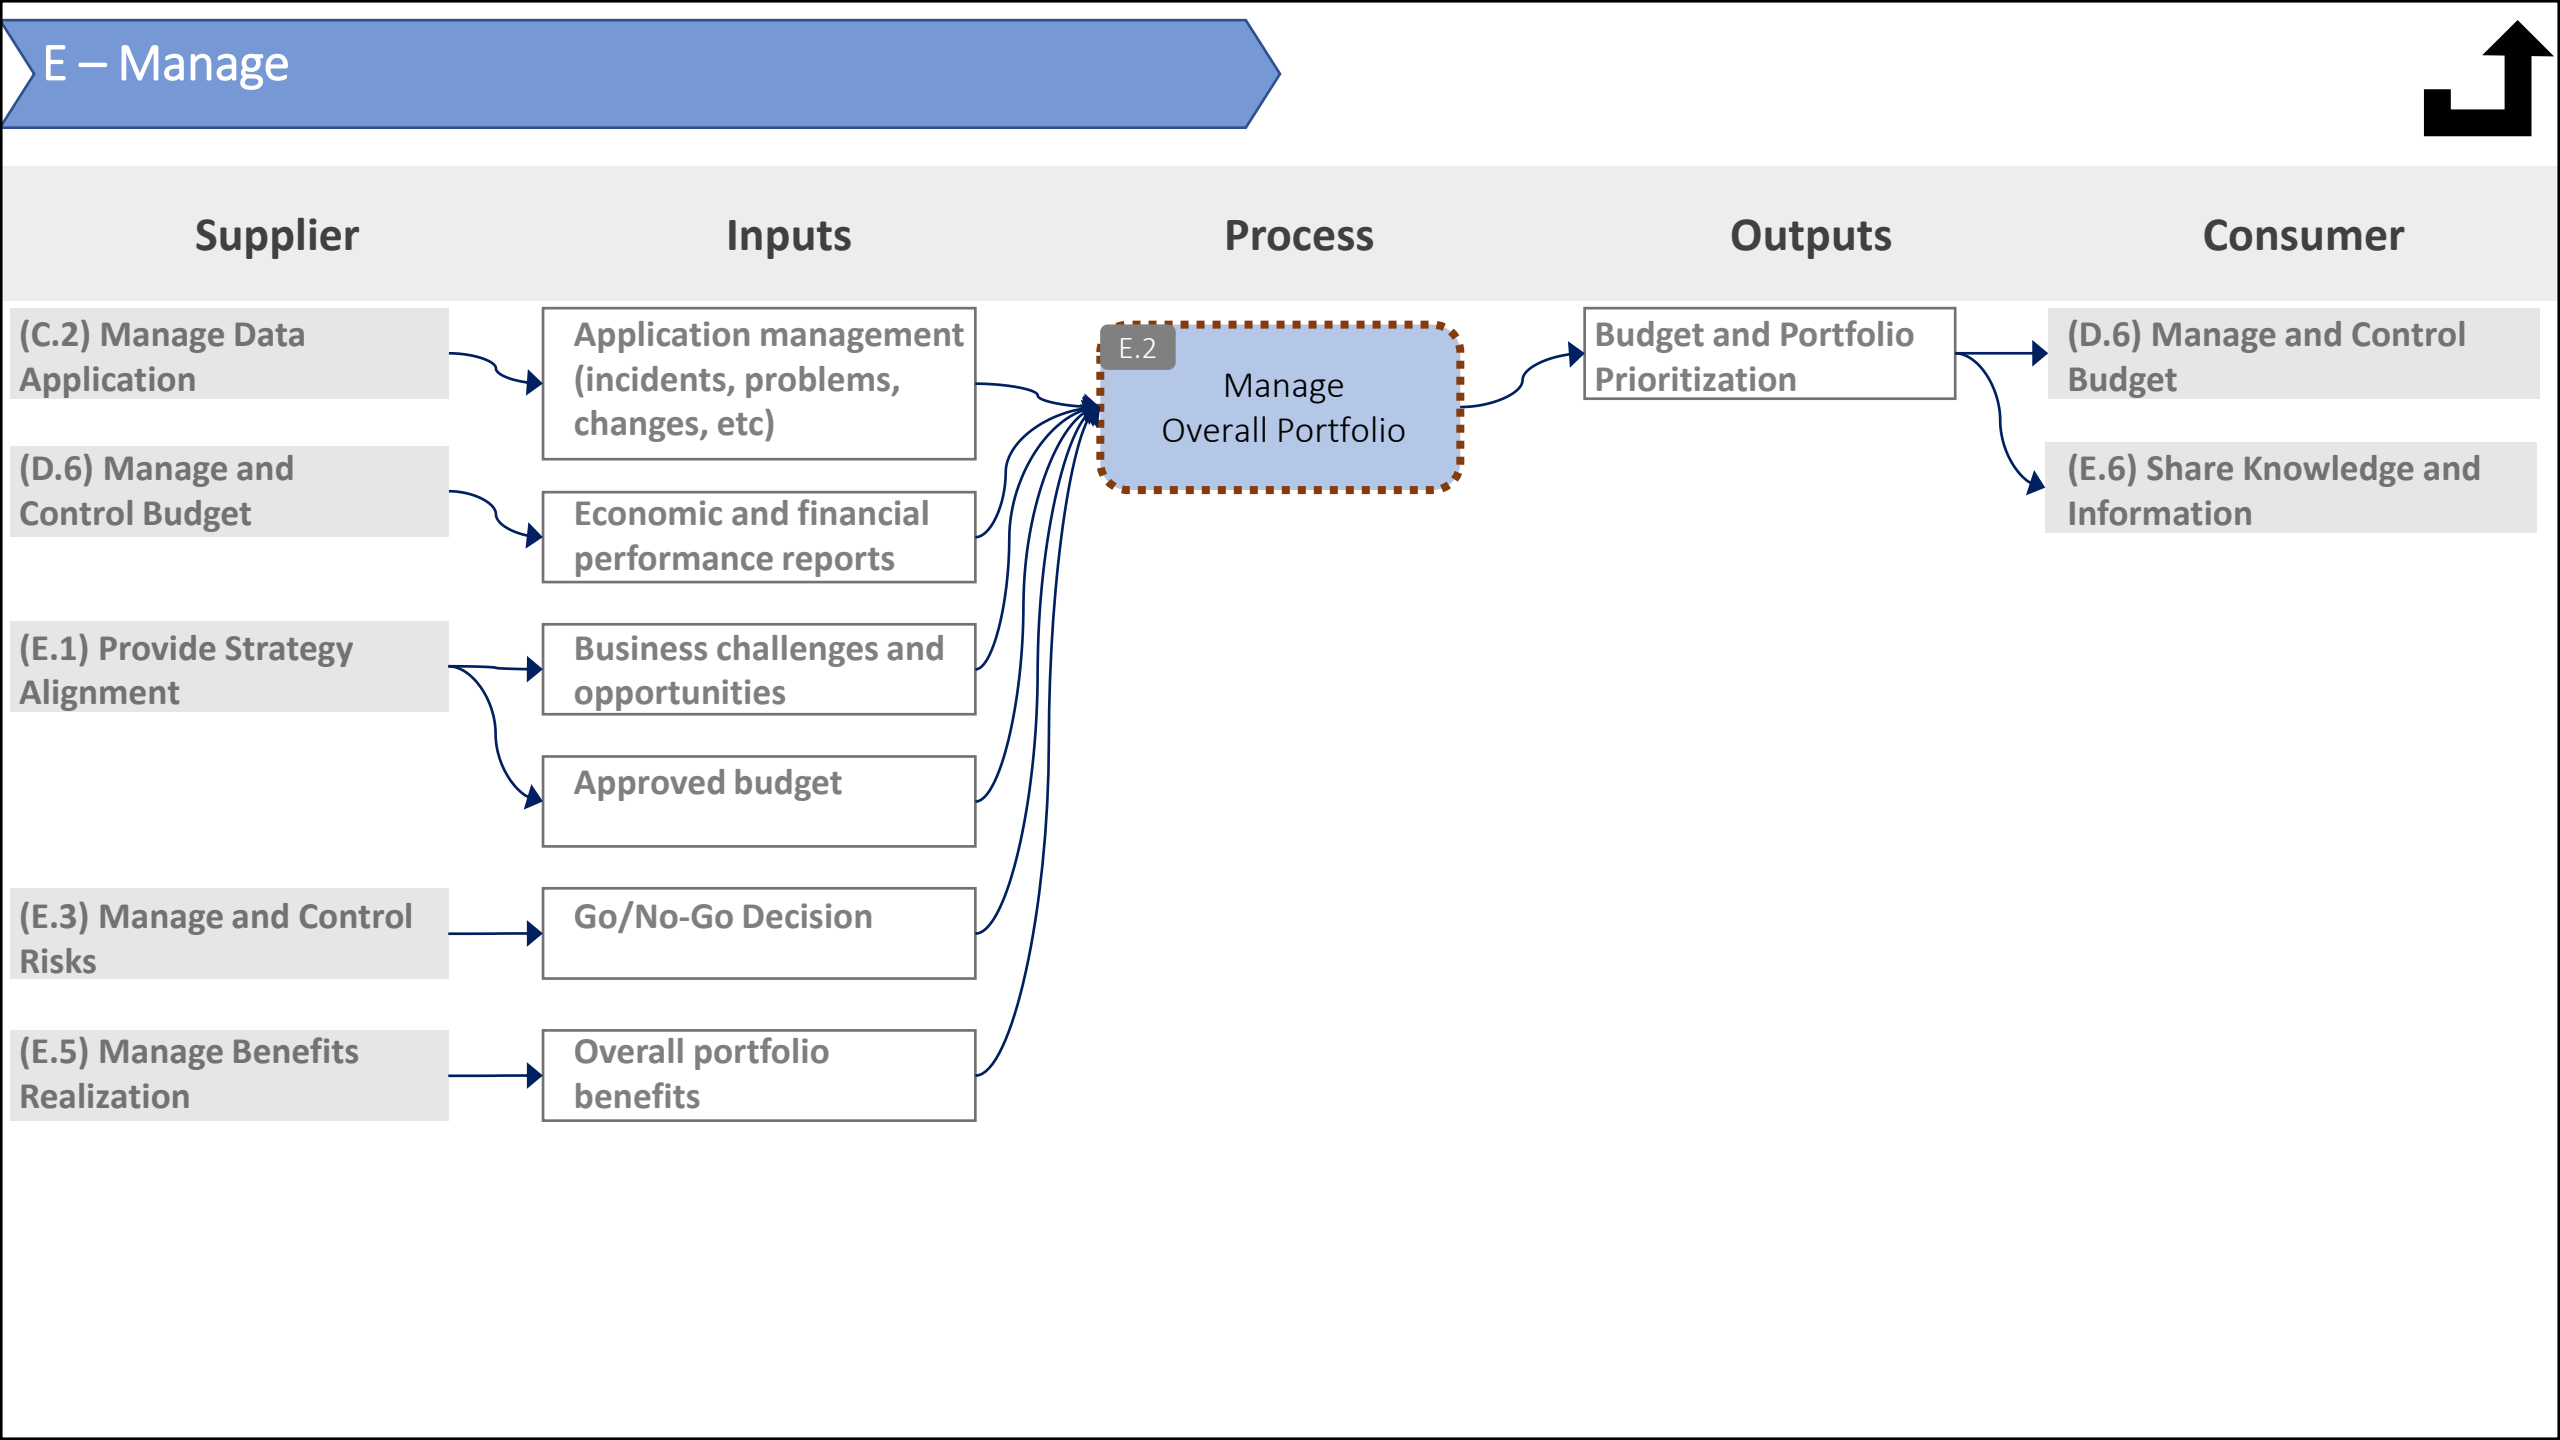 E – Manage
Supplier
Inputs
Process
Outputs
Consumer
(C.2) Manage Data
Application
(D.6) Manage and
Control Budget
(E.1) Provide Strategy
Alignment
(E.3) Manage and Control
Risks
(E.5) Manage Benefits
Realization
Application management
(incidents, problems,
changes, etc)
Economic and financial
performance reports
Business challenges and
opportunities
Approved budget
Go/No-Go Decision
Overall portfolio
benefits
E.2
Manage
Overall Portfolio
Budget and Portfolio
Prioritization
(D.6) Manage and Control
Budget
(E.6) Share Knowledge and
Information